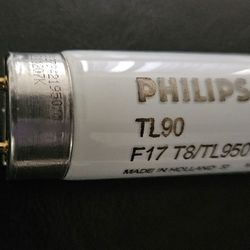 PHILIPS
TL90
F17 T8/TL950
MADE IN HOLLAND